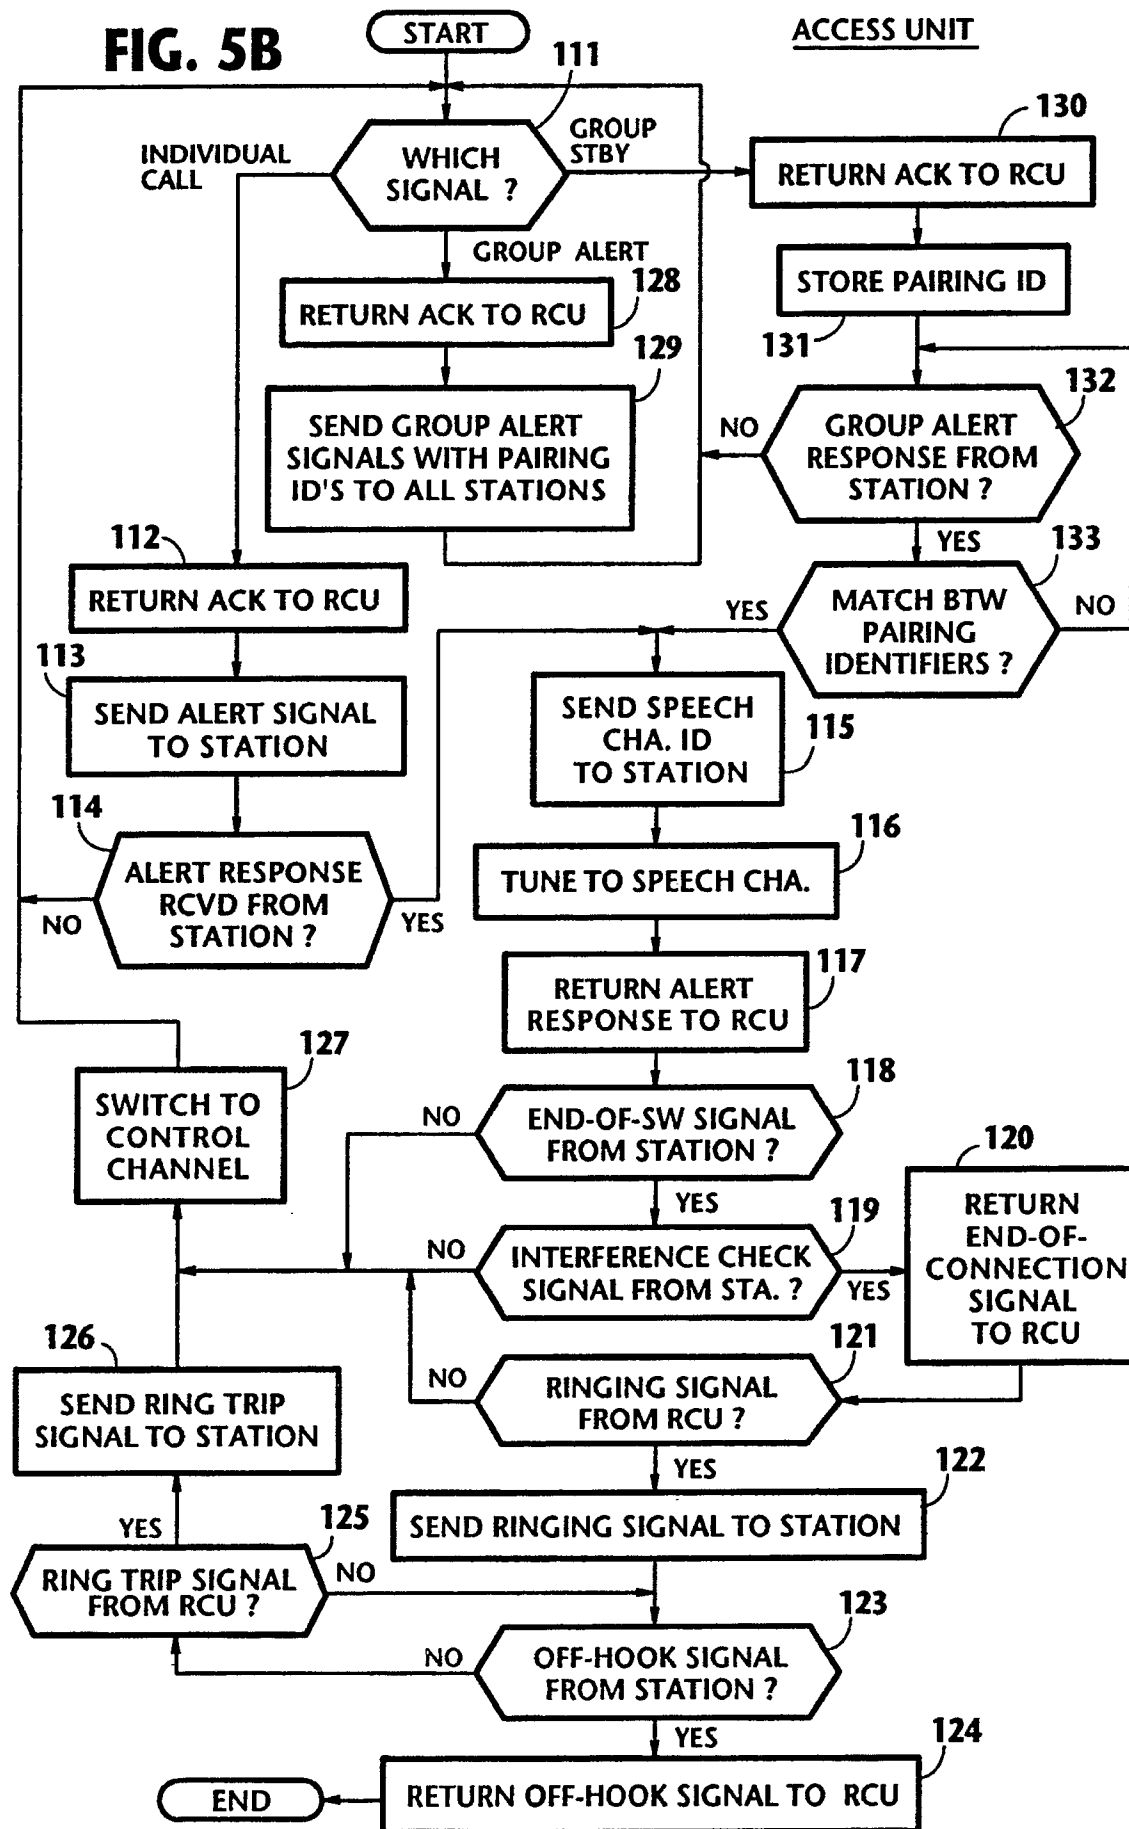 FIG. 5B
START
ACCESS UNIT
111
WHICH
SIGNAL ?
INDIVIDUAL
CALL
GROUP
STBY
130
RETURN ACK TO RCU
GROUP ALERT
128
RETURN ACK TO RCU
STORE PAIRING ID
131
129
SEND GROUP ALERT
SIGNALS WITH PAIRING
ID'S TO ALL STATIONS
132
NO
GROUP ALERT
RESPONSE FROM
STATION ?
YES
133
112
RETURN ACK TO RCU
YES
MATCH BTW
PAIRING
IDENTIFIERS ?
NO
113
SEND ALERT SIGNAL
TO STATION
SEND SPEECH
CHA. ID
TO STATION
115
114
ALERT RESPONSE
RCVD FROM
STATION ?
NO
YES
116
TUNE TO SPEECH CHA.
117
RETURN ALERT
RESPONSE TO RCU
127
SWITCH TO
CONTROL
CHANNEL
118
NO
END-OF-SW SIGNAL
FROM STATION ?
YES
119
NO
INTERFERENCE CHECK
SIGNAL FROM STA. ?
YES
120
RETURN
END-OF-
CONNECTION
SIGNAL
TO RCU
126
SEND RING TRIP
SIGNAL TO STATION
121
NO
RINGING SIGNAL
FROM RCU ?
YES
122
SEND RINGING SIGNAL TO STATION
YES
125
RING TRIP SIGNAL
FROM RCU ?
NO
123
NO
OFF-HOOK SIGNAL
FROM STATION ?
YES
124
RETURN OFF-HOOK SIGNAL TO RCU
END